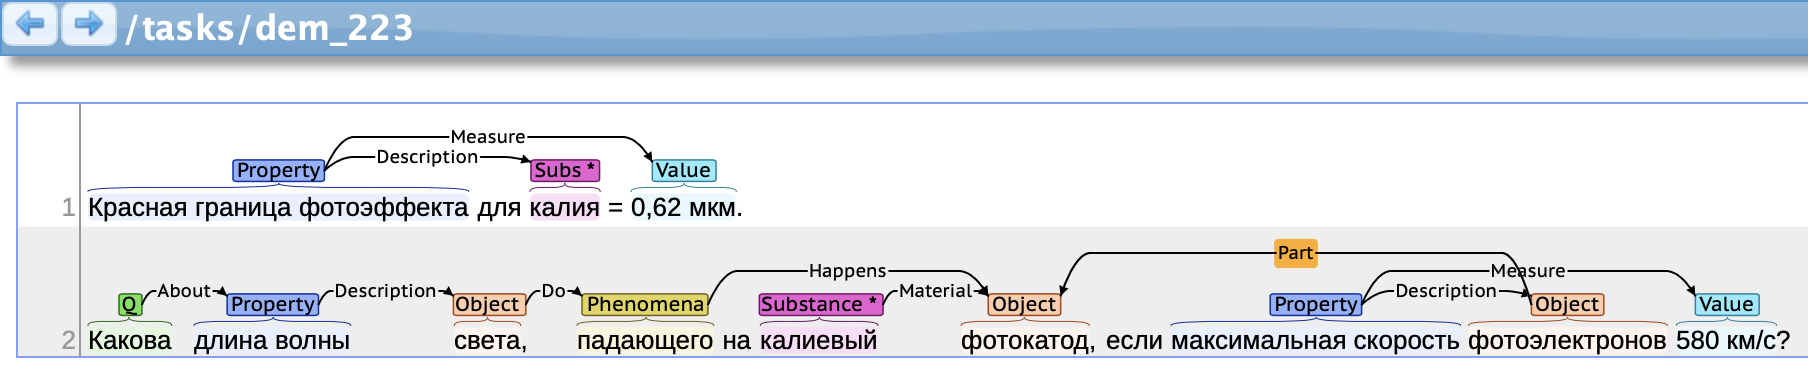 /tasks/dem_223
Measure
Description
Property Subs * Value
1 Красная граница фотоэффекта для калия = 0,62 мкм.
Part
Happens Measure
About Description Do Material Description
Q Property Object Phenomena Substance * Object Property Object Value
2 Какова длина волны света, падающего на калиевый фотокатод, если максимальная скорость фотоэлектронов 580 км/с?